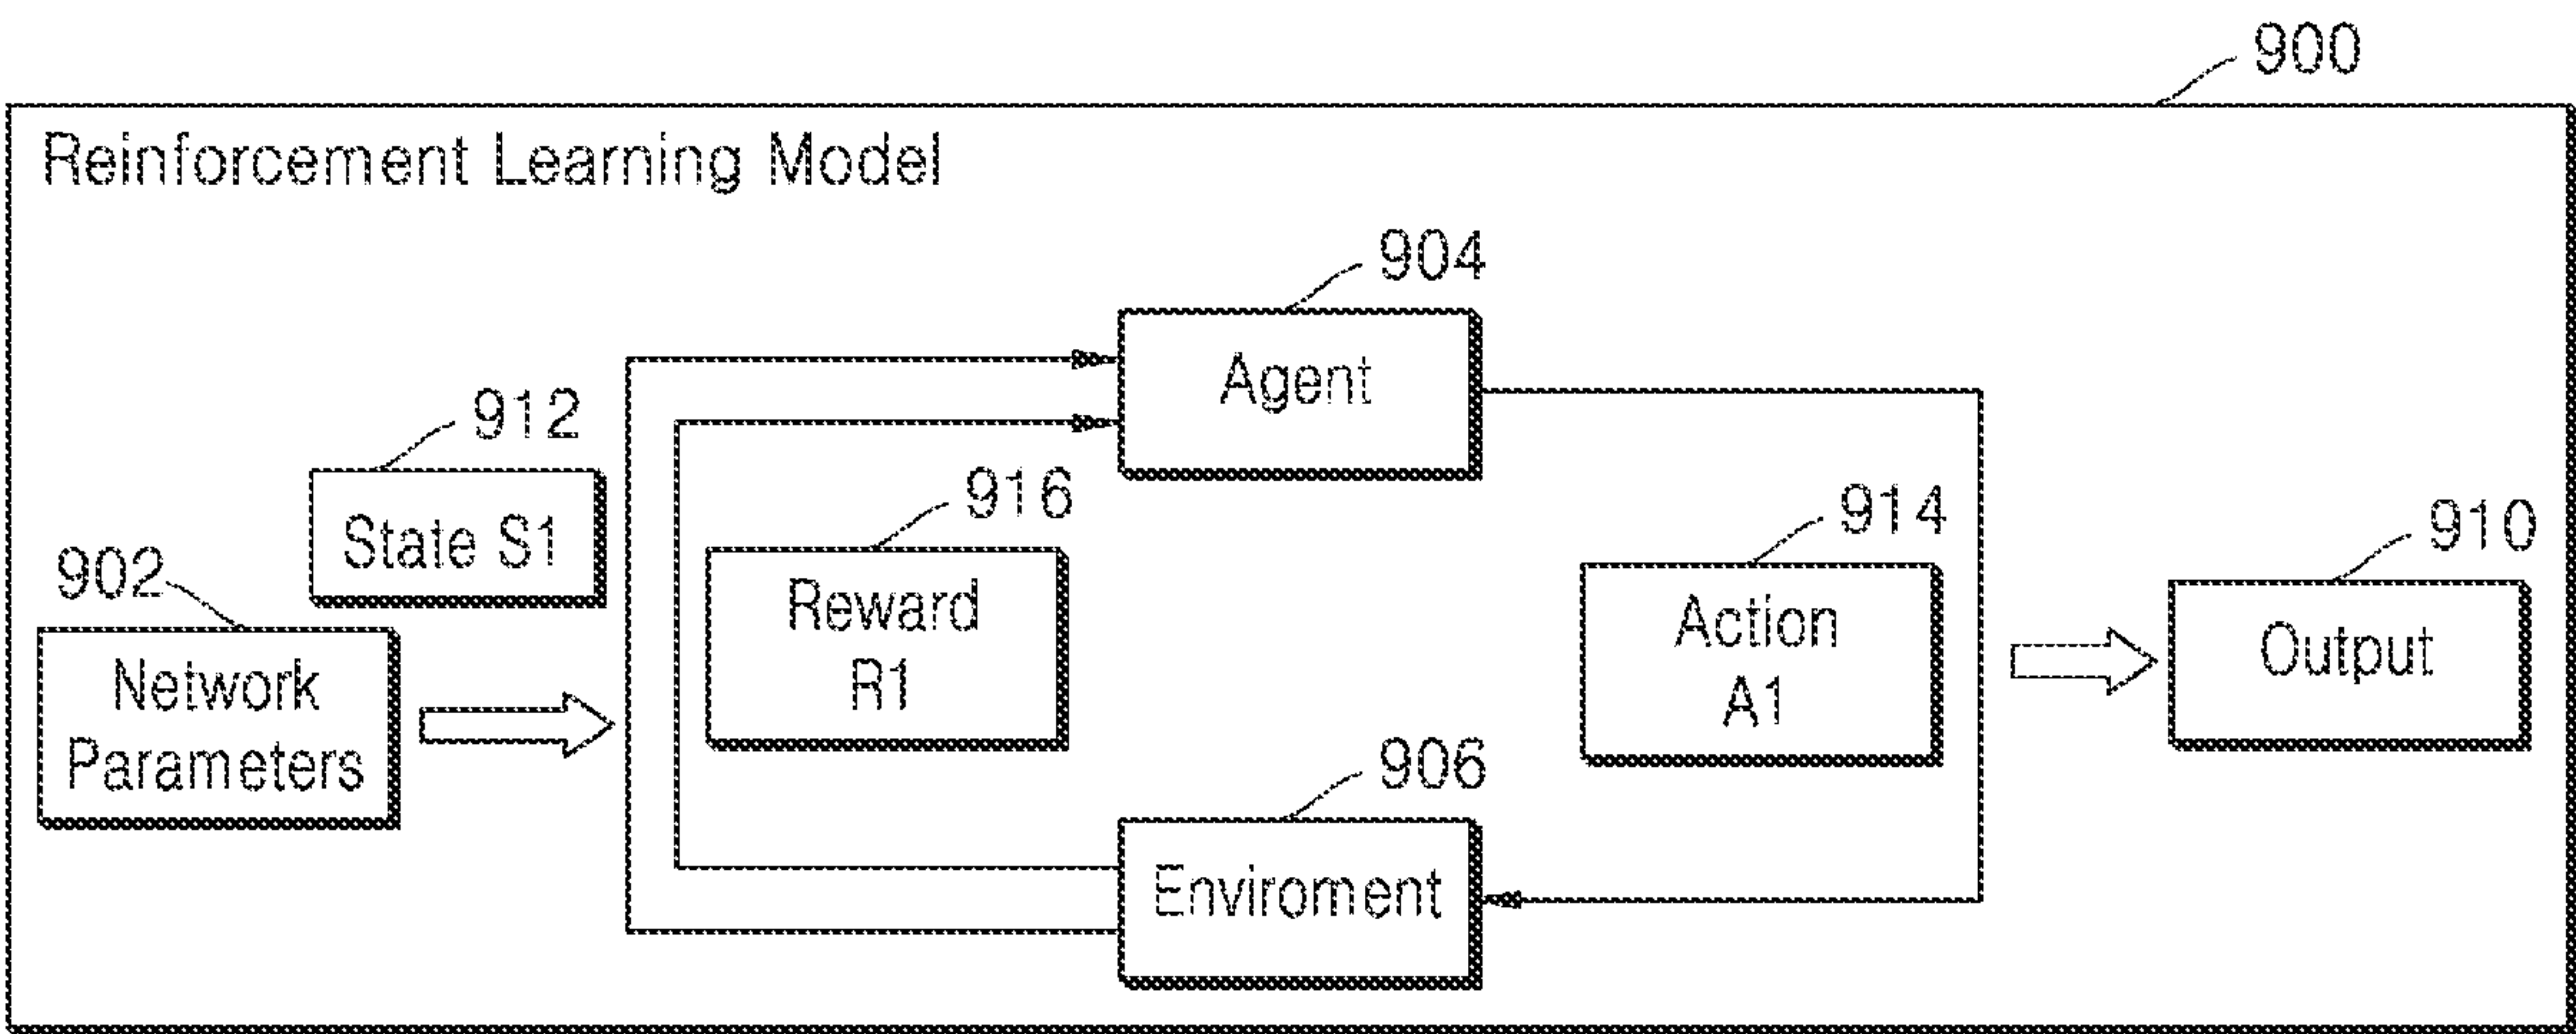 900
Reinforcement Learning Model
904
Agent
912
State S1
916
Reward
R1
914
Action
A1
910
Output
902
Network
Parameters
906
Enviroment